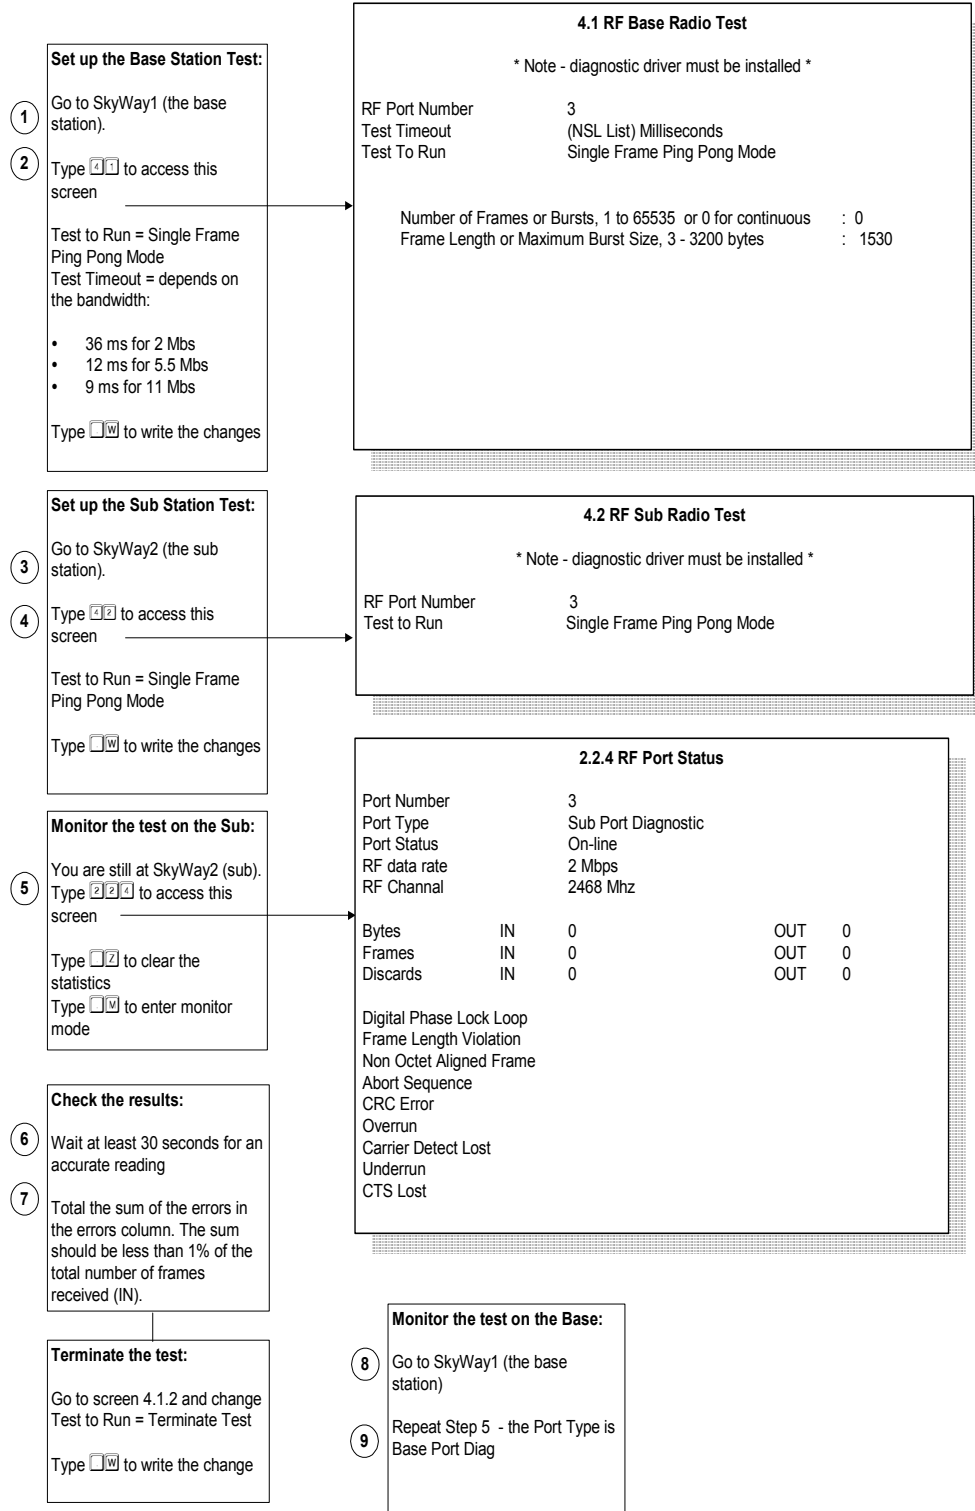 Set up the Base Station Test:
1
Go to SkyWay1 (the base
station).
2
Type 4 1 to access this
screen
Test to Run = Single Frame
Ping Pong Mode
Test Timeout = depends on
the bandwidth:
• 36 ms for 2 Mbs
• 12 ms for 5.5 Mbs
• 9 ms for 11 Mbs
Type W to write the changes
4.1 RF Base Radio Test
* Note - diagnostic driver must be installed *
RF Port Number 3
Test Timeout (NSL List) Milliseconds
Test To Run Single Frame Ping Pong Mode
Number of Frames or Bursts, 1 to 65535 or 0 for continuous : 0
Frame Length or Maximum Burst Size, 3 - 3200 bytes : 1530
Set up the Sub Station Test:
3
Go to SkyWay2 (the sub
station).
4
Type 4 2 to access this
screen
Test to Run = Single Frame
Ping Pong Mode
Type W to write the changes
4.2 RF Sub Radio Test
* Note - diagnostic driver must be installed *
RF Port Number 3
Test to Run Single Frame Ping Pong Mode
Monitor the test on the Sub:
5
You are still at SkyWay2 (sub).
Type 2 2 4 to access this
screen
Type Z to clear the
statistics
Type M to enter monitor
mode
2.2.4 RF Port Status
Port Number 3
Port Type Sub Port Diagnostic
Port Status On-line
RF data rate 2 Mbps
RF Channal 2468 Mhz
Bytes IN 0 OUT 0
Frames IN 0 OUT 0
Discards IN 0 OUT 0
Digital Phase Lock Loop
Frame Length Violation
Non Octet Aligned Frame
Abort Sequence
CRC Error
Overrun
Carrier Detect Lost
Underrun
CTS Lost
Check the results:
6
Wait at least 30 seconds for an
accurate reading
7
Total the sum of the errors in
the errors column. The sum
should be less than 1% of the
total number of frames
received (IN).
Terminate the test:
Go to screen 4.1.2 and change
Test to Run = Terminate Test
Type W to write the change
Monitor the test on the Base:
8
Go to SkyWay1 (the base
station)
9
Repeat Step 5 - the Port Type is
Base Port Diag